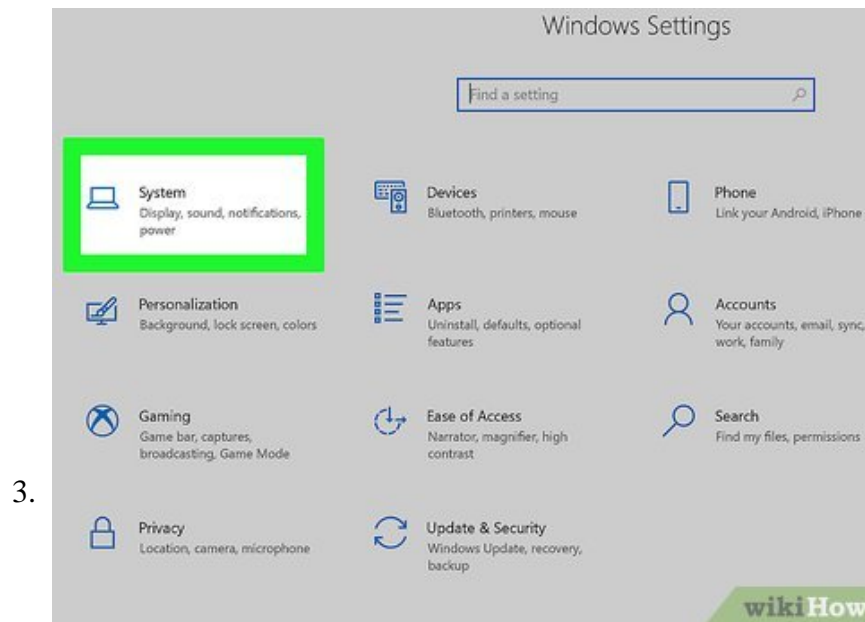 Windows Settings
Find a setting
System
Display, sound, notifications,
power
Devices
Bluetooth, printers, mouse
Phone
Link your Android, iPhone
Personalization
Background, lock screen, colors
Apps
Uninstall, defaults, optional
features
Accounts
Your accounts, email, sync,
work, family
Gaming
Game bar, captures,
broadcasting, Game Mode
Ease of Access
Narrator, magnifier, high
contrast
Search
Find my files, permissions
3.
Privacy
Location, camera, microphone
Update & Security
Windows Update, recovery,
backup
wikiHow